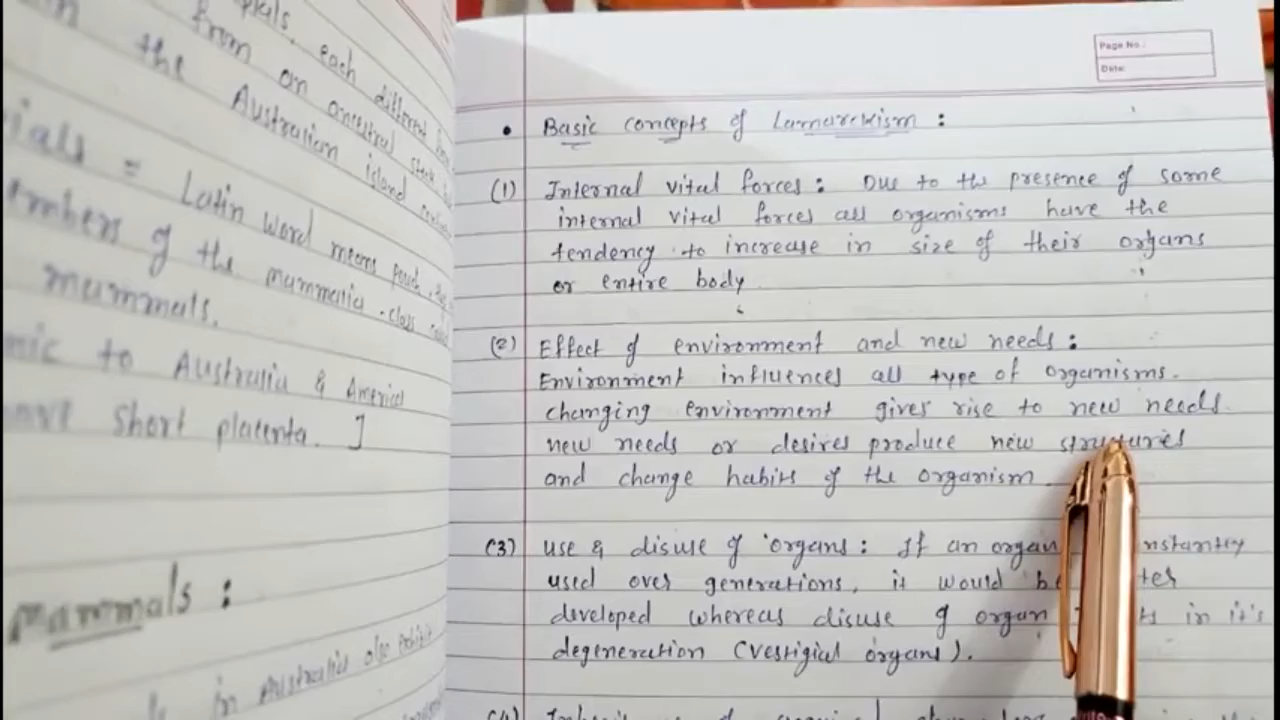 each different
from an ancestral stock
the Australian island
= Latin word means pouch
of the mammalia class
mammals.
to Australia & America
short placenta. ]
mammals :
in Australia also
Page No.:
Date:
• Basic concepts of Lamarckism :
(1) Internal vital forces : Due to the presence of some
internal vital forces all organisms have the
tendency to increase in size of their organs
or entire body
(2) Effect of environment and new needs :
Environment influences all type of organisms.
changing environment gives rise to new needs.
new needs or desires produce new structures
and change habits of the organism
(3) use & disuse of organs : If an organ
used over generations, it would
developed whereas disuse of organ in it's
degeneration (vestigial organs).
(4)